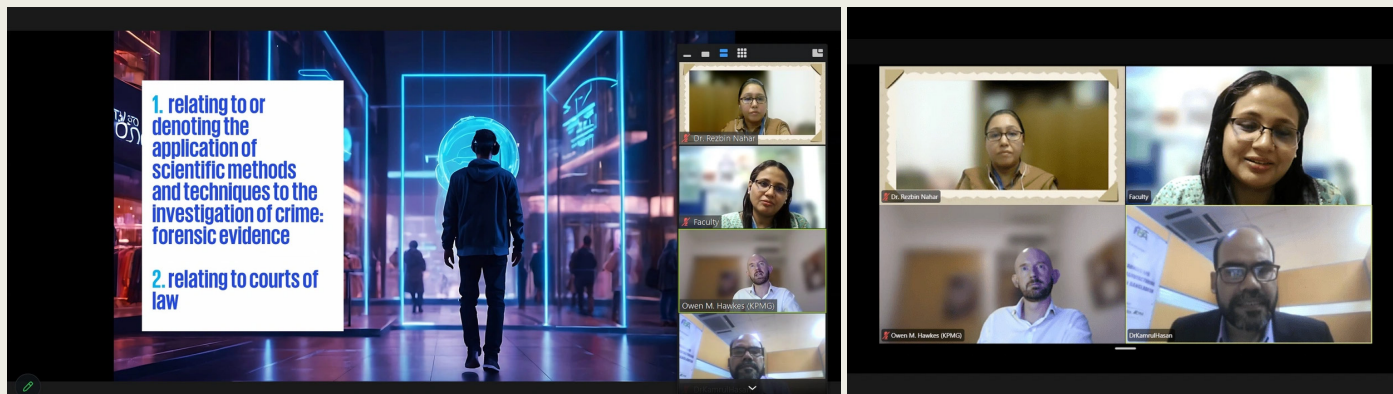 1. relating to or
denoting the
application of
scientific methods
and techniques to the
investigation of crime:
forensic evidence
2. relating to courts of
law
Dr. Rezbin Nahar
Faculty
Owen M. Hawkes (KPMG)
Dr. Rezbin Nahar
Faculty
Owen M. Hawkes (KPMG)
DrKamrulHasan